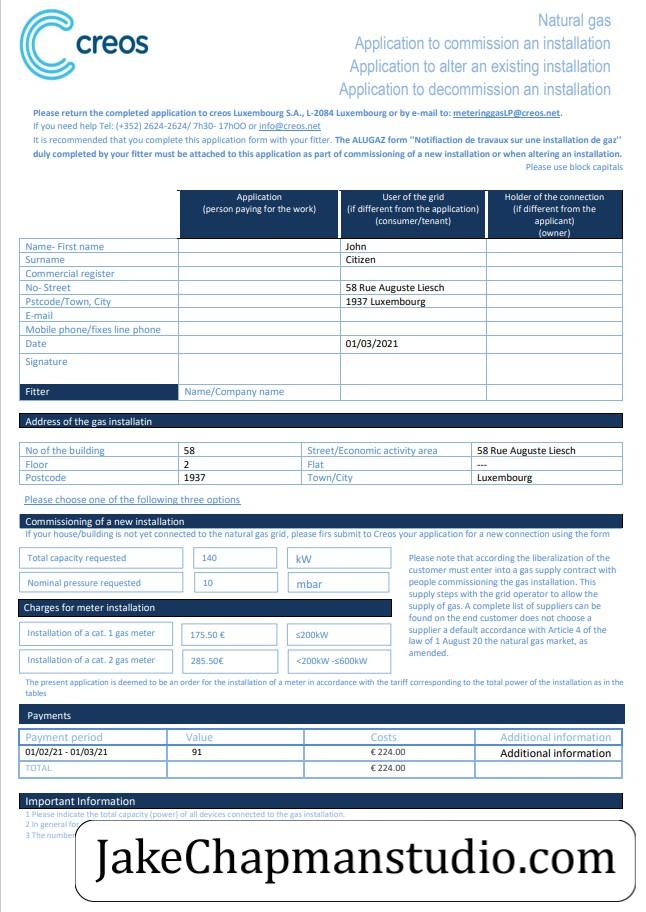 creos
Natural gas
Application to commission an installation
Application to alter an existing installation
Application to decommission an installation
Please return the completed application to creos Luxembourg S.A., L-2084 Luxembourg or by e-mail to: meteringgasLP@creos.net.
If you need help Tel: (+352) 2624-2624/ 7h30- 17hOO or info@creos.net
It is recommended that you complete this application form with your fitter. The ALUGAZ form "Notifiaction de travaux sur une installation de gaz"
duly completed by your fitter must be attached to this application as part of commissioning of a new installation or when altering an installation.
Please use block capitals
Application
(person paying for the work)
User of the grid
(if different from the application)
(consumer/tenant)
Holder of the connection
(if different from the
applicant)
(owner)
Name- First name John
Surname Citizen
Commercial register
No- Street 58 Rue Auguste Liesch
Pstcode/Town, City 1937 Luxembourg
E-mail
Mobile phone/fixes line phone
Date 01/03/2021
Signature
Fitter Name/Company name
Address of the gas installatin
No of the building 58 Street/Economic activity area 58 Rue Auguste Liesch
Floor 2 Flat ---
Postcode 1937 Town/City Luxembourg
Please choose one of the following three options
Commissioning of a new installation
If your house/building is not yet connected to the natural gas grid, please firs submit to Creos your application for a new connection using the form
Total capacity requested 140 kW
Nominal pressure requested 10 mbar
Please note that according the liberalization of the
customer must enter into a gas supply contract with
people commissioning the gas installation. This
supply steps with the grid operator to allow the
supply of gas. A complete list of suppliers can be
found on the end customer does not choose a
supplier a default accordance with Article 4 of the
law of 1 August 20 the natural gas market, as
amended.
Charges for meter installation
Installation of a cat. 1 gas meter 175.50 € ≤200kW
Installation of a cat. 2 gas meter 285.50€ <200kW -≤600kW
The present application is deemed to be an order for the installation of a meter in accordance with the tariff corresponding to the total power of the installation as in the
tables
Payments
Payment period Value Costs Additional information
01/02/21 - 01/03/21 91 € 224.00 Additional information
TOTAL € 224.00
Important Information
1 Please indicate the total capacity (power) of all devices connected to the gas installation.
2 In general for
3 The number
JakeChapmanstudio.com